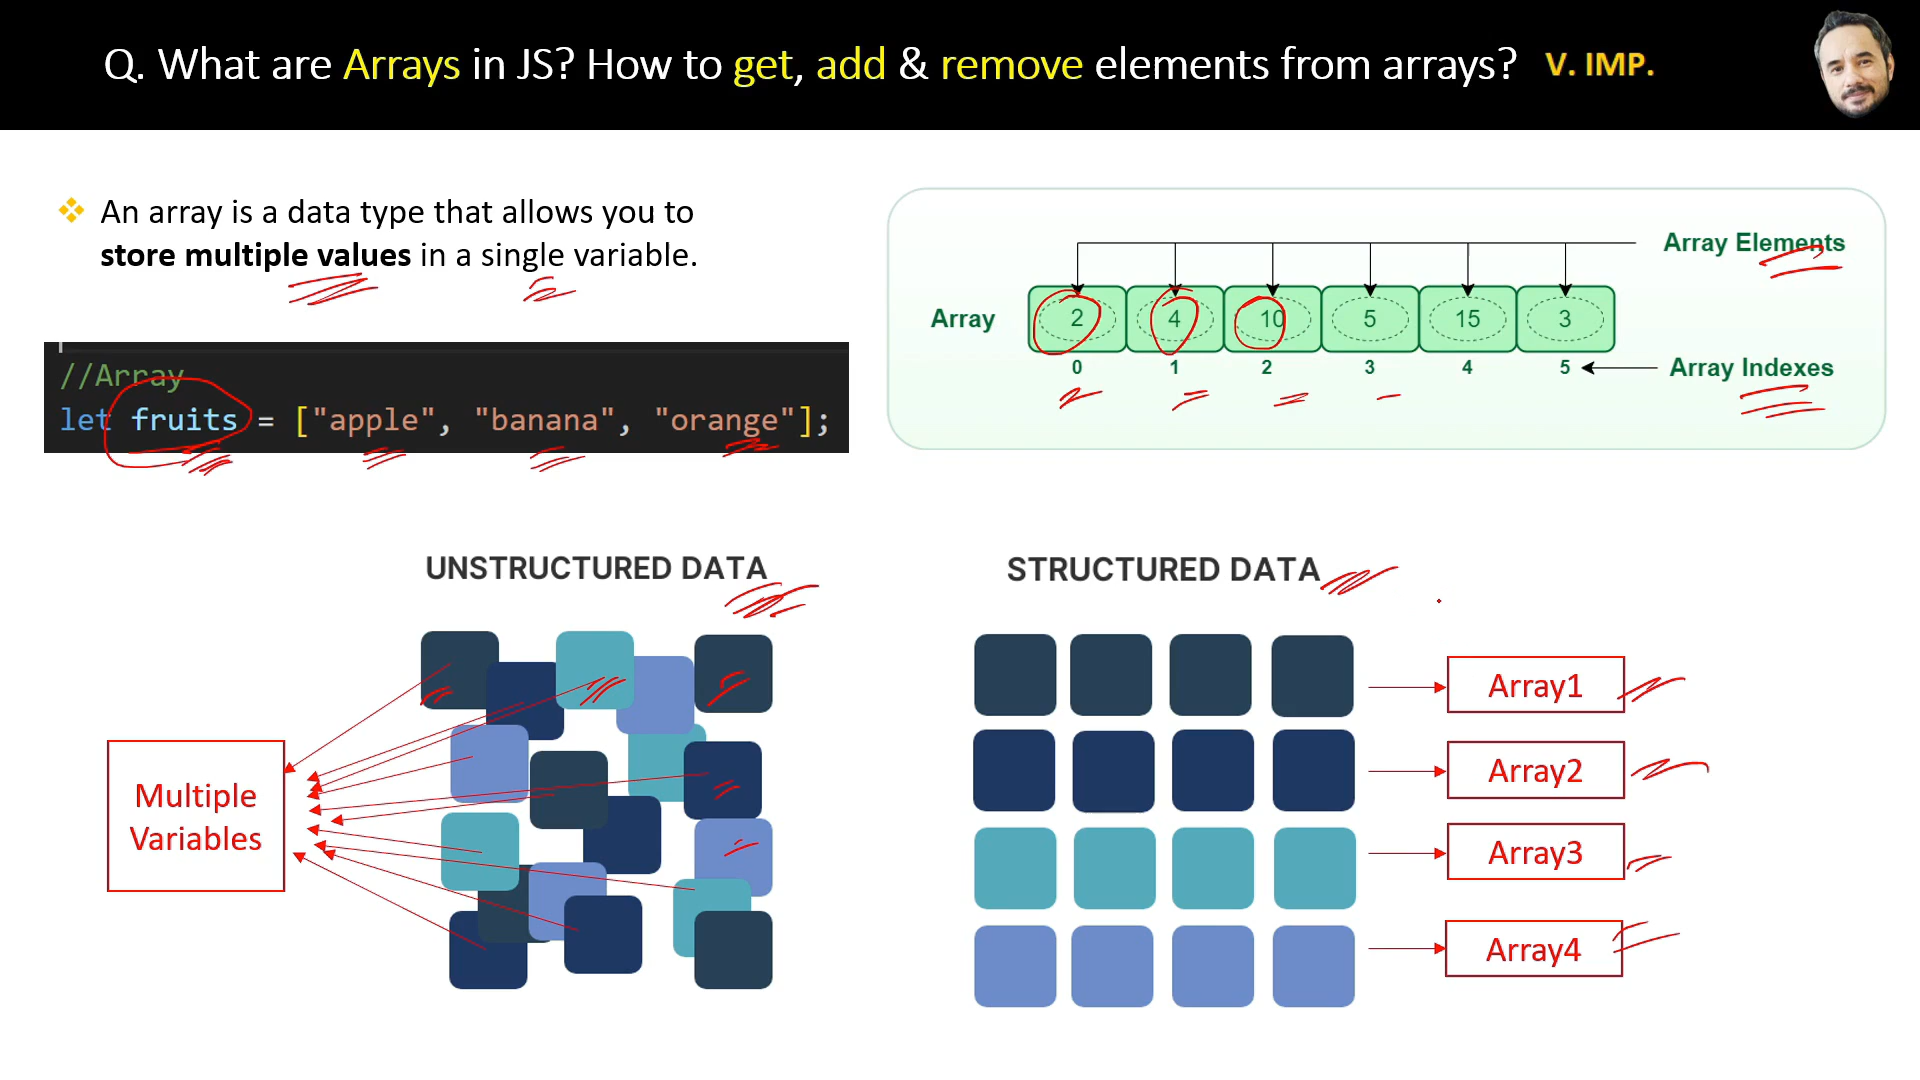 Q. What are Arrays in JS? How to get, add & remove elements from arrays? V. IMP.
An array is a data type that allows you to
store multiple values in a single variable.
//Array
let fruits = ["apple", "banana", "orange"];
Array Elements
Array 2 4 10 5 15 3
0 1 2 3 4 5 Array Indexes
UNSTRUCTURED DATA
Multiple
Variables
STRUCTURED DATA
Array1
Array2
Array3
Array4